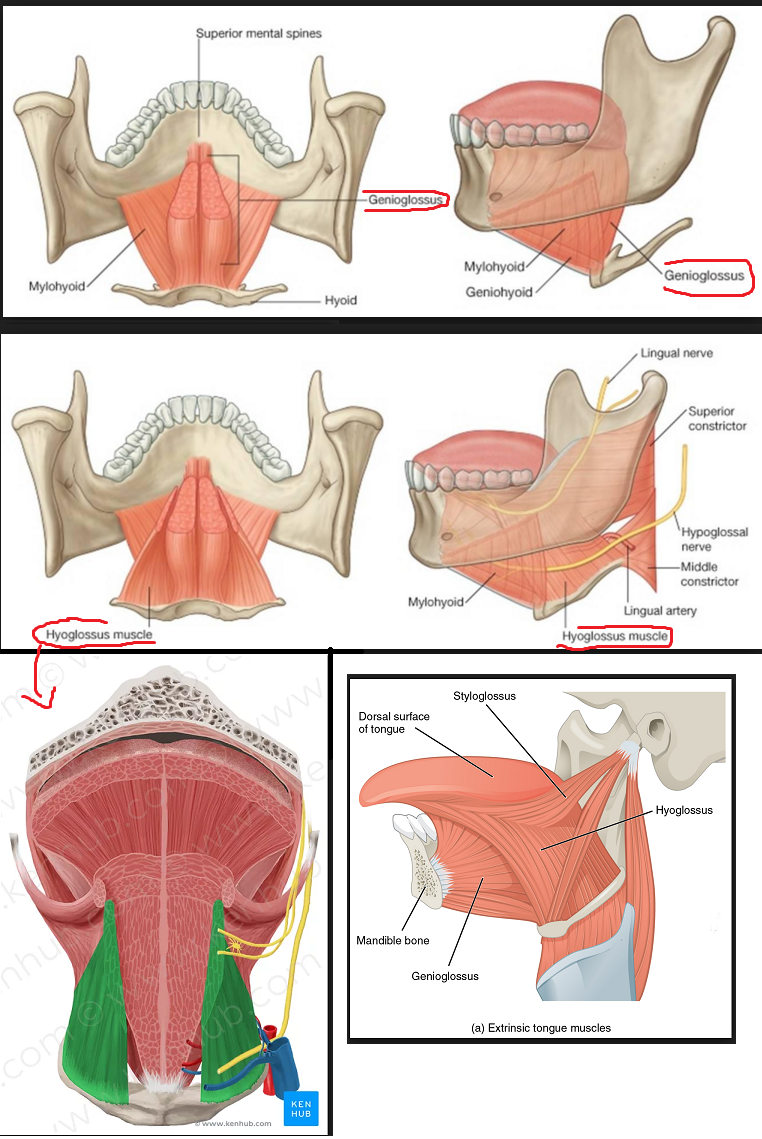 Superior mental spines
Genioglossus
Mylohyoid
Hyoid
Mylohyoid
Geniohyoid
Genioglossus
Lingual nerve
Superior
constrictor
Hypoglossal
nerve
Middle
constrictor
Lingual artery
Mylohyoid
Hyoglossus muscle
Hyoglossus muscle
KEN
HUB
© www.kenhub.com
Styloglossus
Dorsal surface
of tongue
Hyoglossus
Mandible bone
Genioglossus
(a) Extrinsic tongue muscles